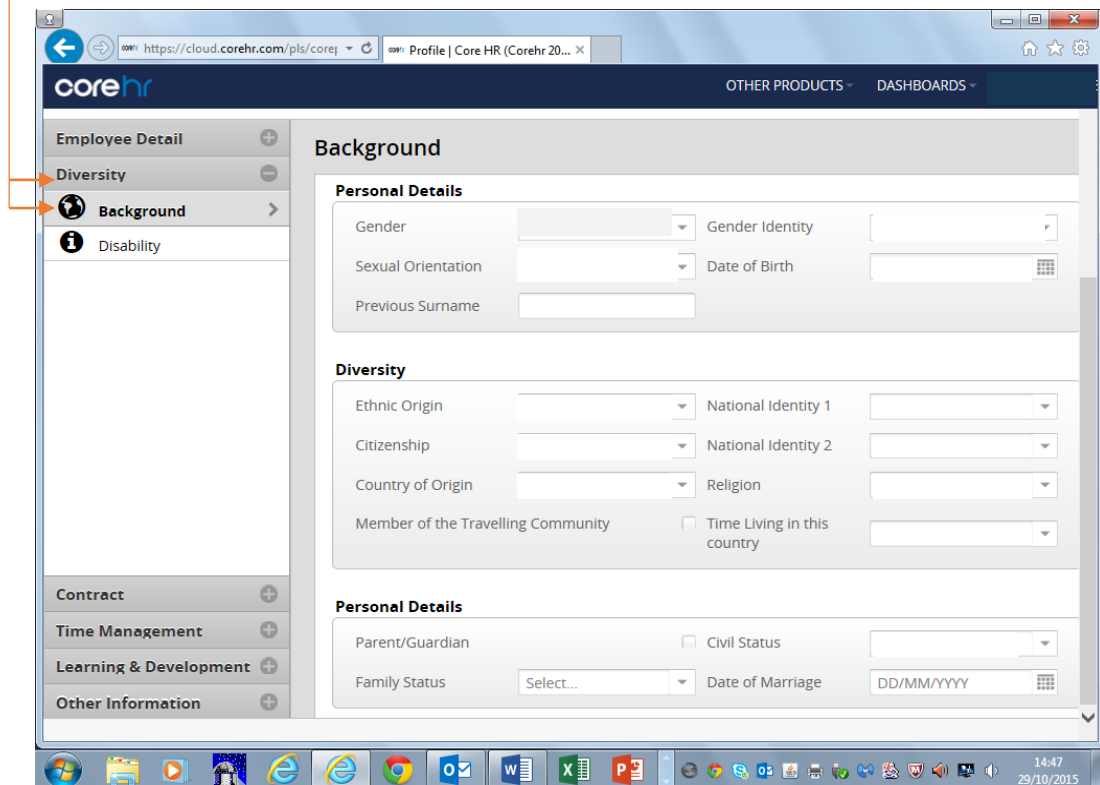 https://cloud.corehr.com/pls/corep
Profile | Core HR (Corehr 20...
corehr
OTHER PRODUCTS
DASHBOARDS
Employee Detail
Diversity
Background
Disability
Contract
Time Management
Learning & Development
Other Information
Background
Personal Details
Gender
Gender Identity
Sexual Orientation
Date of Birth
Previous Surname
Diversity
Ethnic Origin
National Identity 1
Citizenship
National Identity 2
Country of Origin
Religion
Member of the Travelling Community
Time Living in this
country
Personal Details
Parent/Guardian
Civil Status
Family Status
Select...
Date of Marriage
DD/MM/YYYY
14:47
29/10/2015